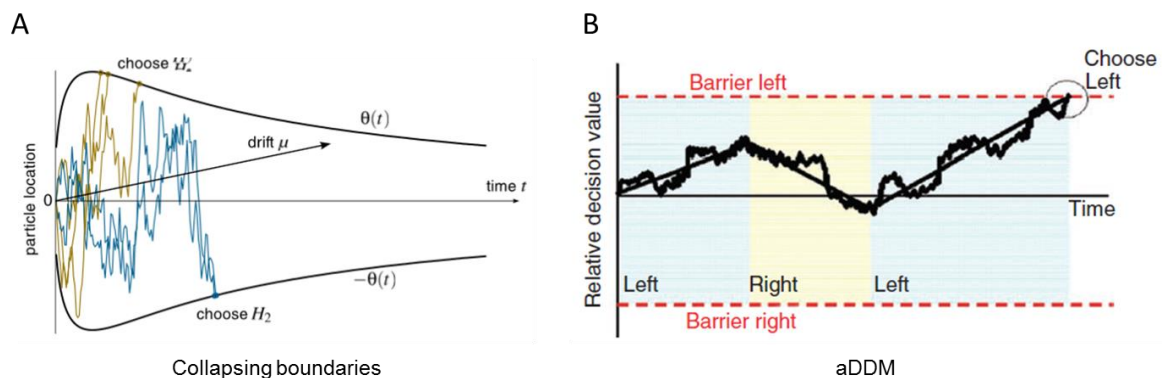 A
choose
θ(t)
drift μ
particle location
0
time t
−θ(t)
choose H₂
Collapsing boundaries
B
Choose
Left
Barrier left
Relative decision value
Time
Left Right Left
Barrier right
aDDM